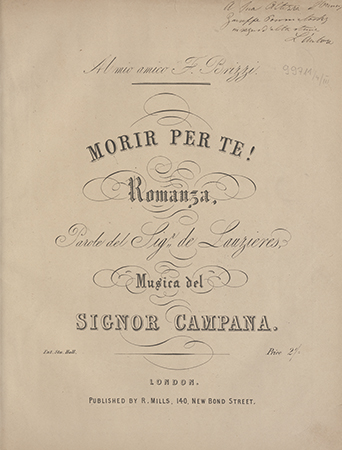 Al mio amico F. Brizzi.
MORIR PER TE!
Romanza,
Parole del Sigr. de Lauzieres,
Musica del
SIGNOR CAMPANA.
Ent. Sta. Hall.
Price 2/
LONDON.
PUBLISHED BY R. MILLS, 140, NEW BOND STREET.